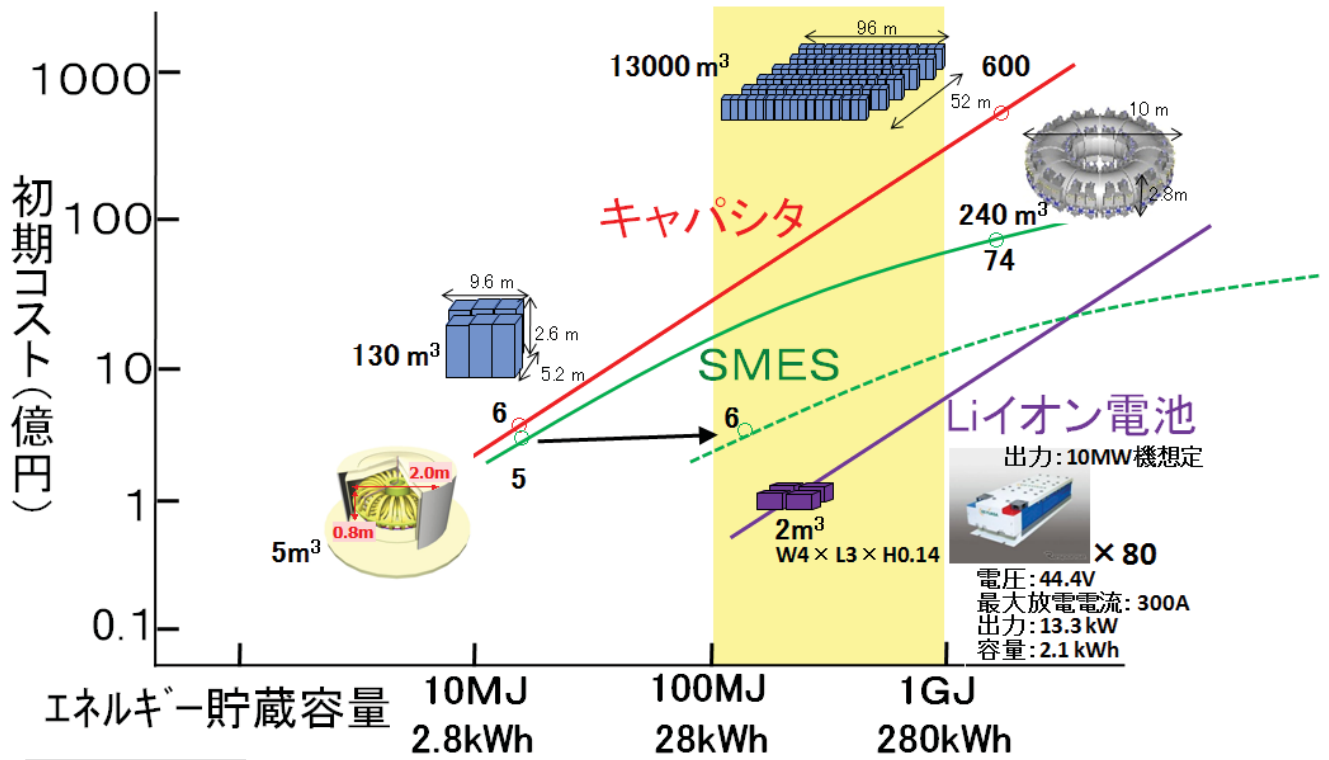 初期コスト(億円)
1000
100
10
1
0.1
13000 m³
96 m
52 m
600
10 m
2.8m
240 m³
74
キャパシタ
9.6 m
2.6 m
5.2 m
130 m³
6
5
SMES
6
Liイオン電池
出力:10MW機想定
2.0m
0.8m
5m³
2m³
W4×L3×H0.14
×80
電圧:44.4V
最大放電電流:300A
出力:13.3 kW
容量:2.1 kWh
エネルギー貯蔵容量
10MJ
100MJ
1GJ
2.8kWh
28kWh
280kWh